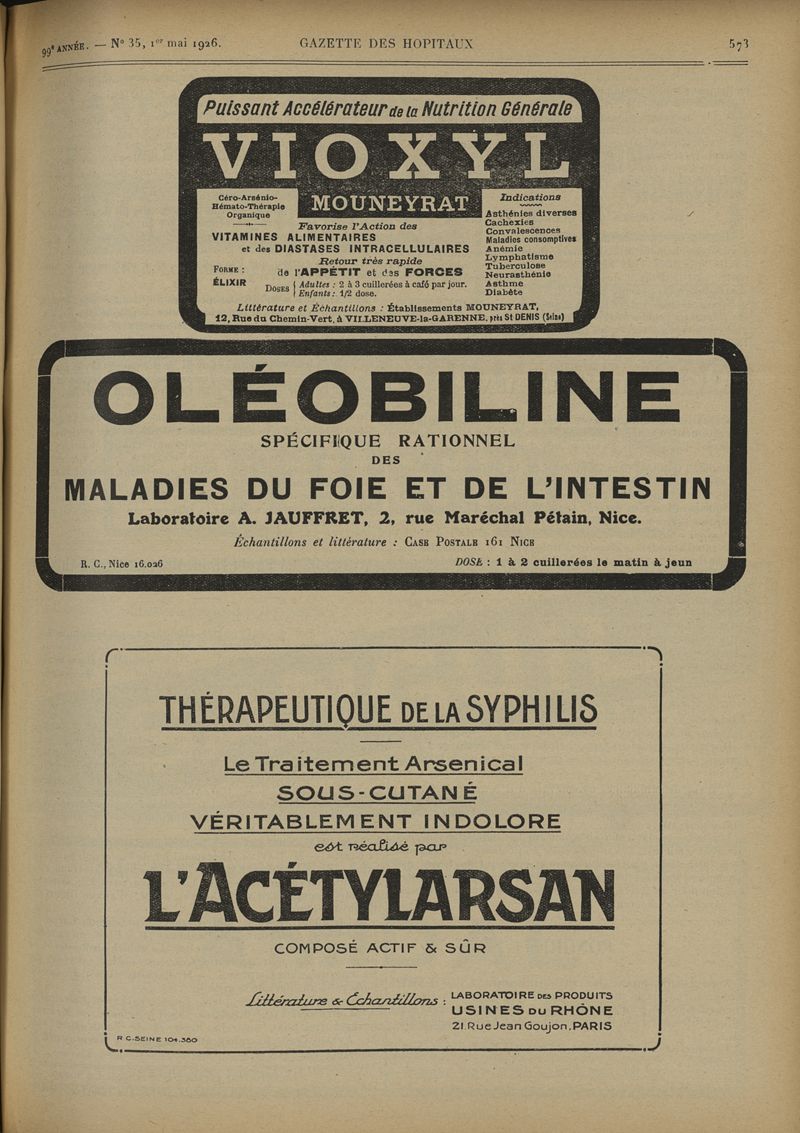 99e ANNÉE. — No 35, 1er mai 1926.
GAZETTE DES HOPITAUX
573
Puissant Accélérateur de la Nutrition Générale
VIOXYL
MOUNEYRAT
Céro-Arsénio-
Hémato-Thérapie
Organique
Favorise l'Action des
VITAMINES ALIMENTAIRES
et des DIASTASES INTRACELLULAIRES
Retour très rapide
de l'APPÉTIT et des FORCES
FORME :
ÉLIXIR
DOSES { Adultes : 2 à 3 cuillerées à café par jour.
Enfants : 1/2 dose.
Indications
Asthénies diverses
Cachexies
Convalescences
Maladies consomptives
Anémie
Lymphatisme
Tuberculose
Neurasthénie
Asthme
Diabète
Littérature et Échantillons : Établissements MOUNEYRAT,
12, Rue du Chemin-Vert, à VILLENEUVE-la-GARENNE, près St-DENIS (Seine)
OLÉOBILINE
SPÉCIFIQUE RATIONNEL
DES
MALADIES DU FOIE ET DE L'INTESTIN
Laboratoire A. JAUFFRET, 2, rue Maréchal Pétain, Nice.
Échantillons et littérature : CASE POSTALE 161 NICE
R. C., Nice 16.026
DOSE : 1 à 2 cuillerées le matin à jeun
THÉRAPEUTIQUE DE LA SYPHILIS
Le Traitement Arsenical
SOUS-CUTANÉ
VÉRITABLEMENT INDOLORE
est réalisé par
L'ACÉTYLARSAN
COMPOSÉ ACTIF & SÛR
Littérature & Échantillons :
LABORATOIRE DES PRODUITS
USINES DU RHÔNE
21 Rue Jean Goujon, PARIS
R C. SEINE 104.380